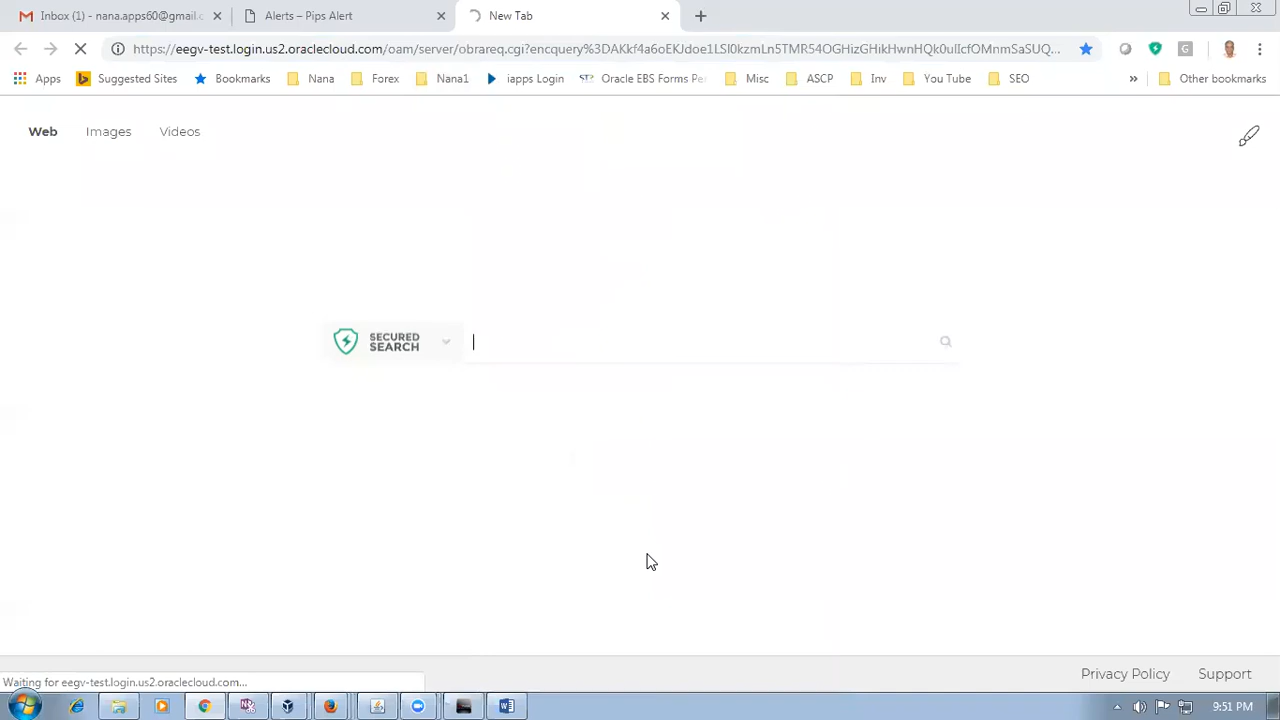 Inbox (1) - nana.apps60@gmail.c
Alerts – Pips Alert
New Tab
https://eegv-test.login.us2.oraclecloud.com/oam/server/obrareq.cgi?encquery%3DAKkf4a6oEKJdoe1LSl0kzmLn5TMR54OGHizGHikHwnHQk0ulIcfOMnmSaSUQ...
Apps
Suggested Sites
Bookmarks
Nana
Forex
Nana1
iapps Login
Oracle EBS Forms Pe
Misc
ASCP
Inv
You Tube
SEO
»
Other bookmarks
Web
Images
Videos
SECURED
SEARCH
Privacy Policy
Support
Waiting for eegv-test.login.us2.oraclecloud.com...
9:51 PM